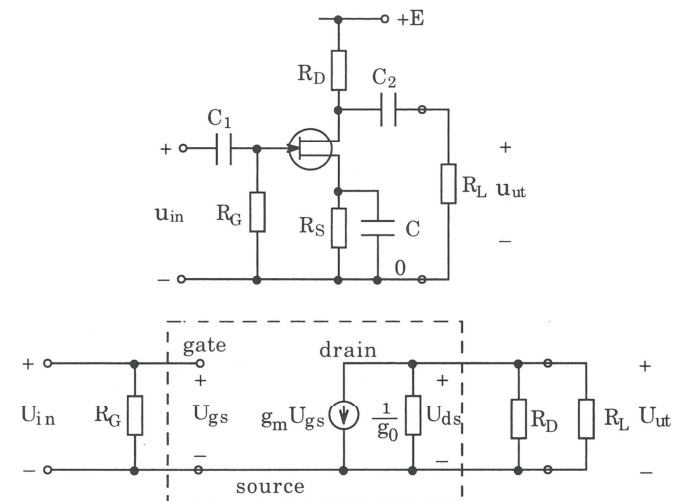 +E
R_D
C_2
C_1
+
+
R_L u_ut
u_in
R_G
R_S
C
−
−
0
gate
drain
+
+
+
+
U_in
R_G
U_gs
g_m U_gs
1
g_0
U_ds
R_D
R_L
U_ut
−
−
−
−
source